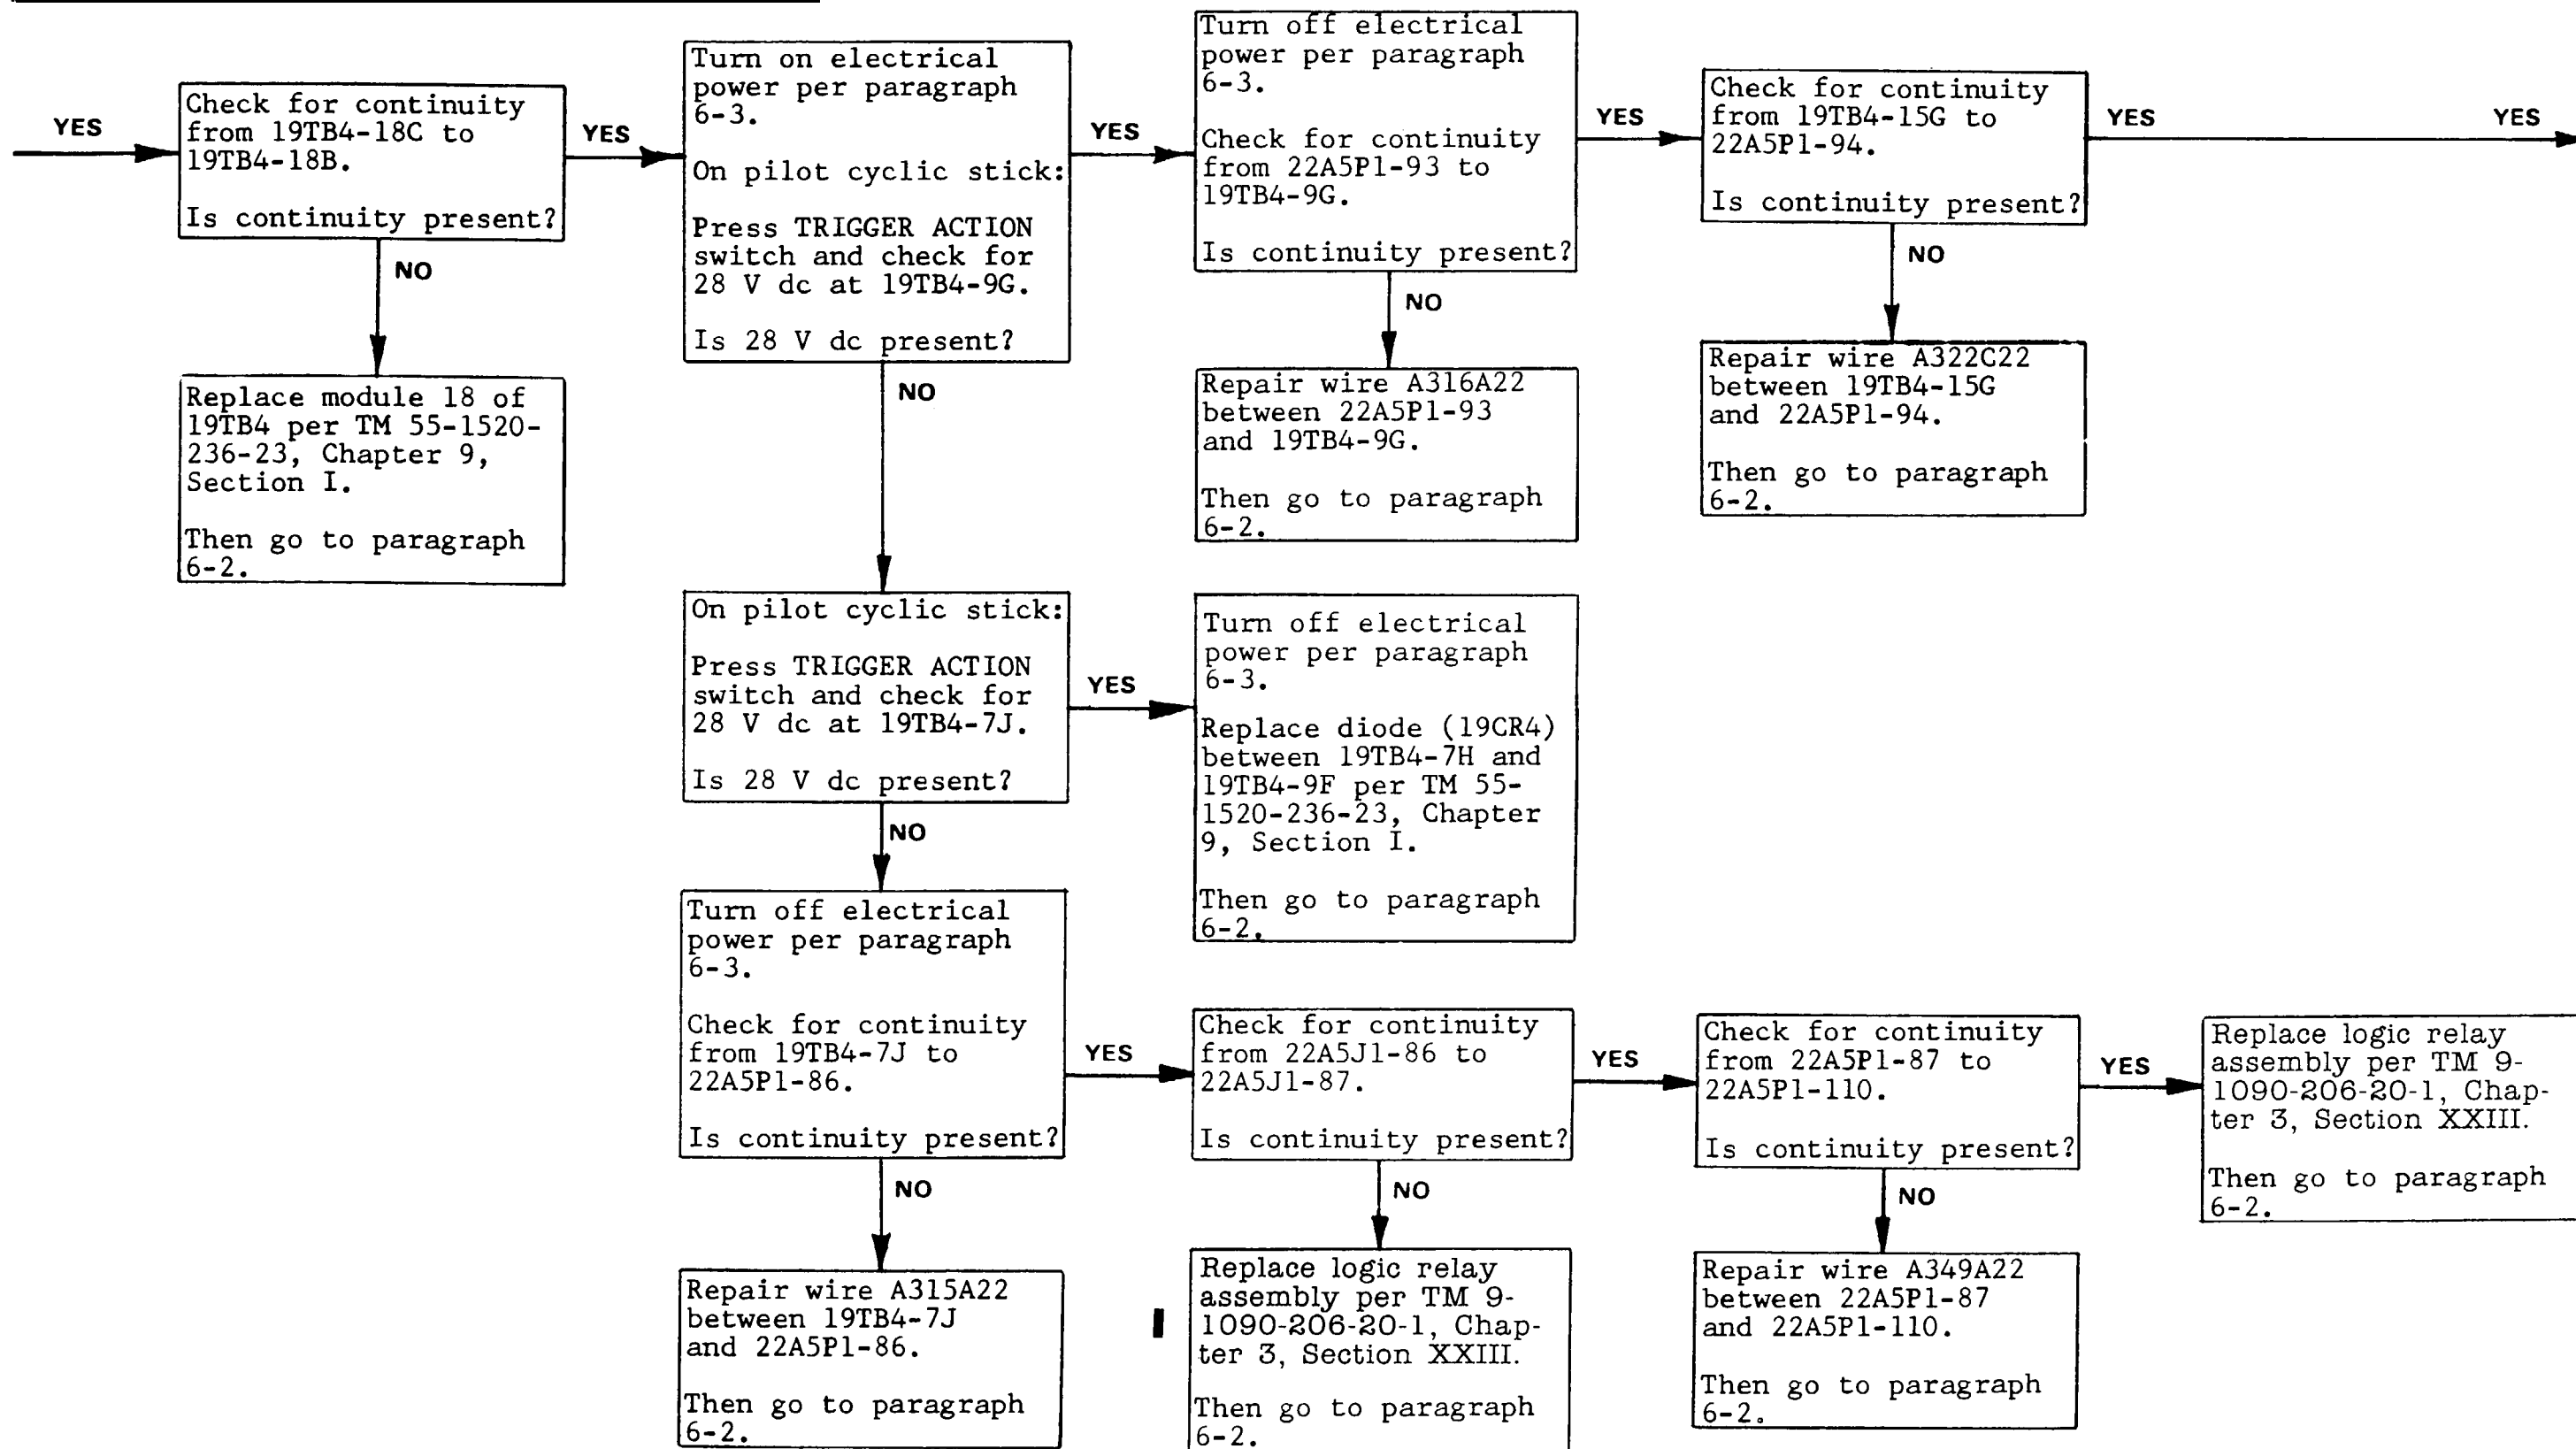 YES
Check for continuity
from 19TB4-18C to
19TB4-18B.
Is continuity present?
NO
Replace module 18 of
19TB4 per TM 55-1520-
236-23, Chapter 9,
Section I.
Then go to paragraph
6-2.
YES
Turn on electrical
power per paragraph
6-3.
On pilot cyclic stick:
Press TRIGGER ACTION
switch and check for
28 V dc at 19TB4-9G.
Is 28 V dc present?
NO
YES
Turn off electrical
power per paragraph
6-3.
Check for continuity
from 22A5P1-93 to
19TB4-9G.
Is continuity present?
NO
Repair wire A316A22
between 22A5P1-93
and 19TB4-9G.
Then go to paragraph
6-2.
YES
Check for continuity
from 19TB4-15G to
22A5P1-94.
Is continuity present?
NO
Repair wire A322C22
between 19TB4-15G
and 22A5P1-94.
Then go to paragraph
6-2.
YES
YES
On pilot cyclic stick:
Press TRIGGER ACTION
switch and check for
28 V dc at 19TB4-7J.
Is 28 V dc present?
NO
YES
Turn off electrical
power per paragraph
6-3.
Replace diode (19CR4)
between 19TB4-7H and
19TB4-9F per TM 55-
1520-236-23, Chapter
9, Section I.
Then go to paragraph
6-2.
Turn off electrical
power per paragraph
6-3.
Check for continuity
from 19TB4-7J to
22A5P1-86.
Is continuity present?
NO
Repair wire A315A22
between 19TB4-7J
and 22A5P1-86.
Then go to paragraph
6-2.
YES
Check for continuity
from 22A5J1-86 to
22A5J1-87.
Is continuity present?
NO
Replace logic relay
assembly per TM 9-
1090-206-20-1, Chap-
ter 3, Section XXIII.
Then go to paragraph
6-2.
YES
Check for continuity
from 22A5P1-87 to
22A5P1-110.
Is continuity present?
NO
Repair wire A349A22
between 22A5P1-87
and 22A5P1-110.
Then go to paragraph
6-2.
YES
Replace logic relay
assembly per TM 9-
1090-206-20-1, Chap-
ter 3, Section XXIII.
Then go to paragraph
6-2.